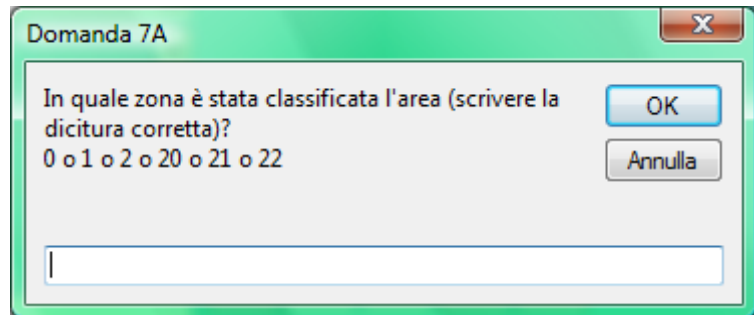 Domanda 7A
In quale zona è stata classificata l'area (scrivere la
dicitura corretta)?
0 o 1 o 2 o 20 o 21 o 22
OK
Annulla